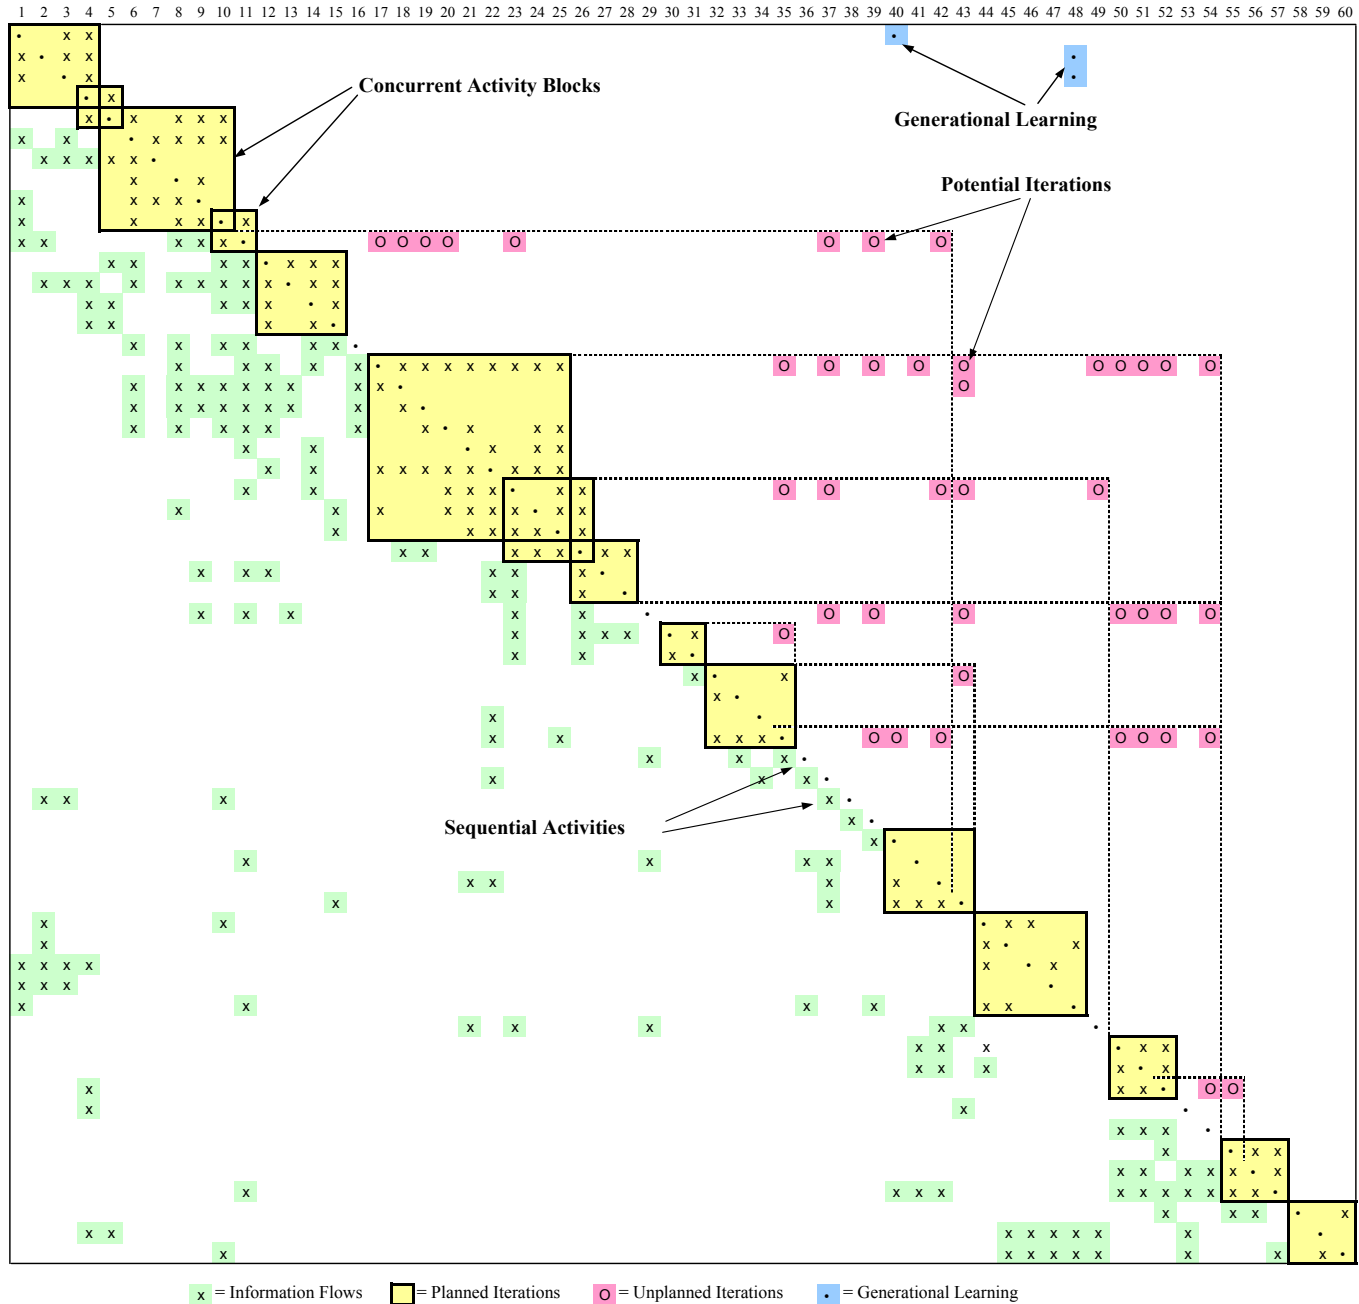 1 2 3 4 5 6 7 8 9 10 11 12 13 14 15 16 17 18 19 20 21 22 23 24 25 26 27 28 29 30 31 32 33 34 35 36 37 38 39 40 41 42 43 44 45 46 47 48 49 50 51 52 53 54 55 56 57 58 59 60
• x x •
x • x x •
x • x •
• x
Concurrent Activity Blocks
x • x x x x
Generational Learning
x x • x x x x
x x x x x •
x • x
Potential Iterations
x x x x •
x x x x • x
x x x x x • O O O O O O O O
x x x x • x x x
x x x x x x x x x • x x
x x x x x • x
x x x x •
x x x x x x •
x x x x x • x x x x x x x x O O O O O O O O O O
x x x x x x x x x • O
x x x x x x x x x •
x x x x x x x • x x x
x x • x x x
x x x x x x x • x x x
x x x x x • x x O O O O O
x x x x x x x • x x
x x x x x • x
x x x x x • x x
x x x x x x •
x x x •
x x x x x • O O O O O O O
x x x x • x O
x x x •
x • x O
x •
x •
x x x x x • O O O O O O O
x x x •
x x x •
x x x x •
Sequential Activities
x •
x •
x x x x •
x x x x •
x x x x x •
x x • x x
x x • x
x x x x x • x
x x x •
x x x x x x •
x x x x x •
x x x • x x
x x x x • x
x x x • O O
x x •
x x x •
x • x x
x x x x x • x
x x x x x x x x x x x •
x x x • x
x x x x x x x x •
x x x x x x x x x •
x = Information Flows = Planned Iterations O = Unplanned Iterations • = Generational Learning